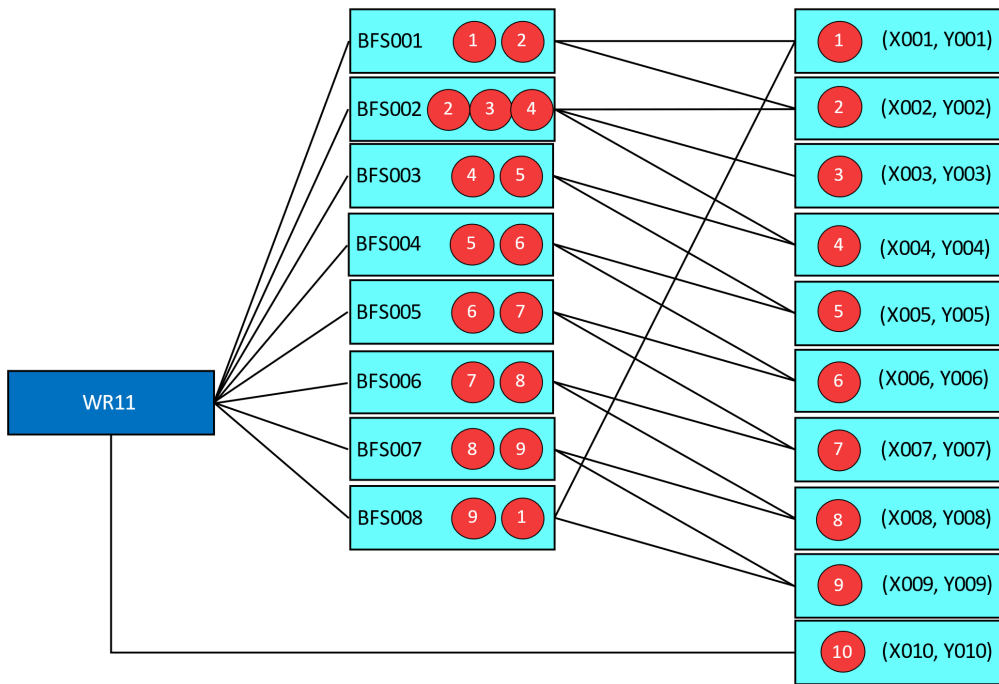 BFS001 1 2
BFS002 2 3 4
BFS003 4 5
BFS004 5 6
BFS005 6 7
BFS006 7 8
BFS007 8 9
BFS008 9 1
WR11
1 (X001, Y001)
2 (X002, Y002)
3 (X003, Y003)
4 (X004, Y004)
5 (X005, Y005)
6 (X006, Y006)
7 (X007, Y007)
8 (X008, Y008)
9 (X009, Y009)
10 (X010, Y010)